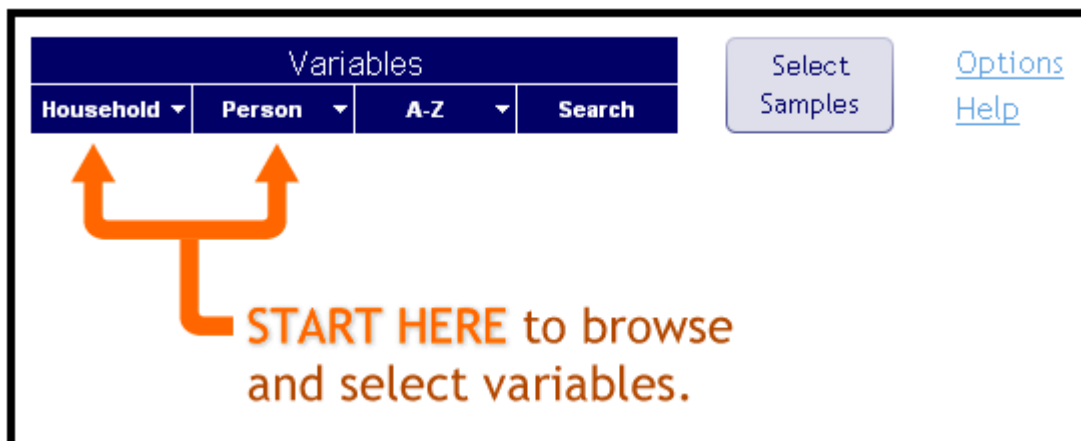 Variables
Household Person A-Z Search
Select
Samples
Options
Help
START HERE to browse
and select variables.